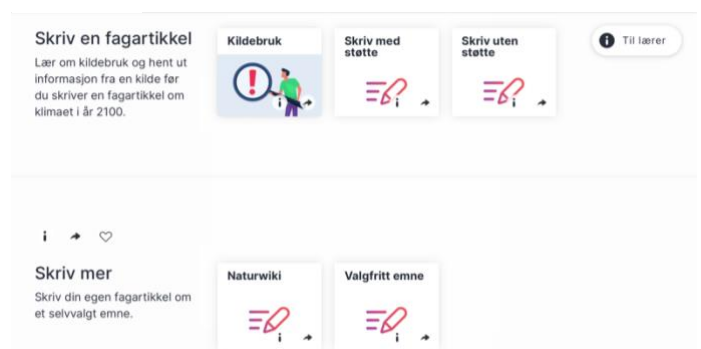 Skriv en fagartikkel
Lær om kildebruk og hent ut
informasjon fra en kilde før
du skriver en fagartikkel om
klimaet i år 2100.
Kildebruk
Skriv med
støtte
Skriv uten
støtte
Til lærer
Skriv mer
Skriv din egen fagartikkel om
et selvvalgt emne.
Naturwiki
Valgfritt emne